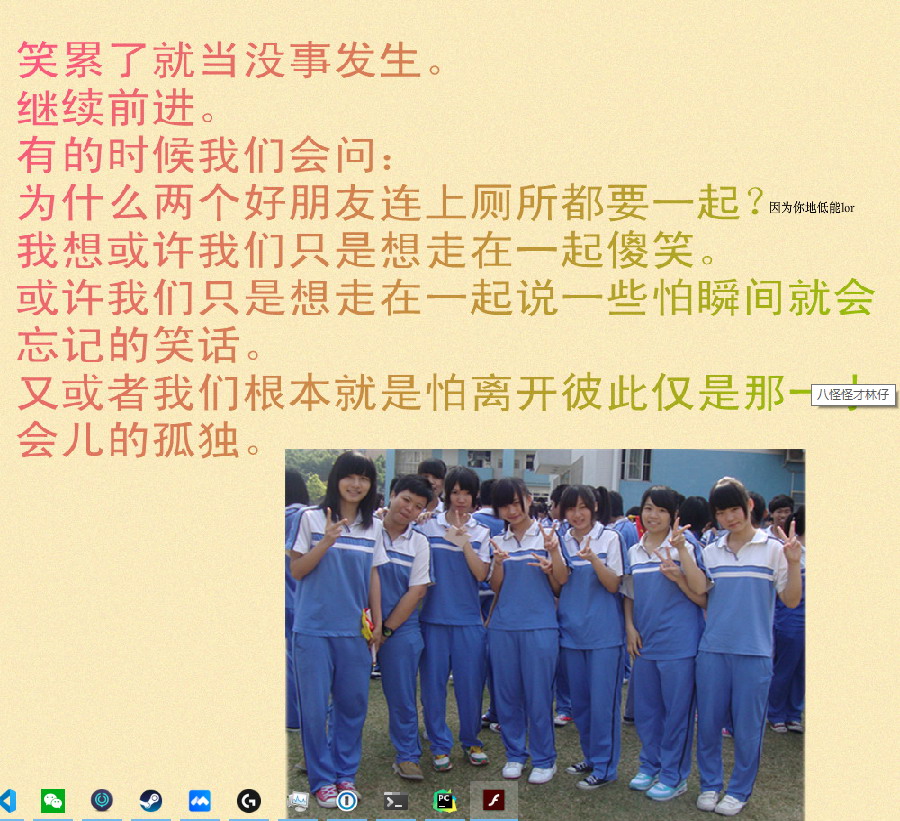 笑累了就当没事发生。
继续前进。
有的时候我们会问：
为什么两个好朋友连上厕所都要一起？因为你地低能lor
我想或许我们只是想走在一起傻笑。
或许我们只是想走在一起说一些怕瞬间就会
忘记的笑话。
又或者我们根本就是怕离开彼此仅是那一小
八怪怪才林仔
会儿的孤独。
PC